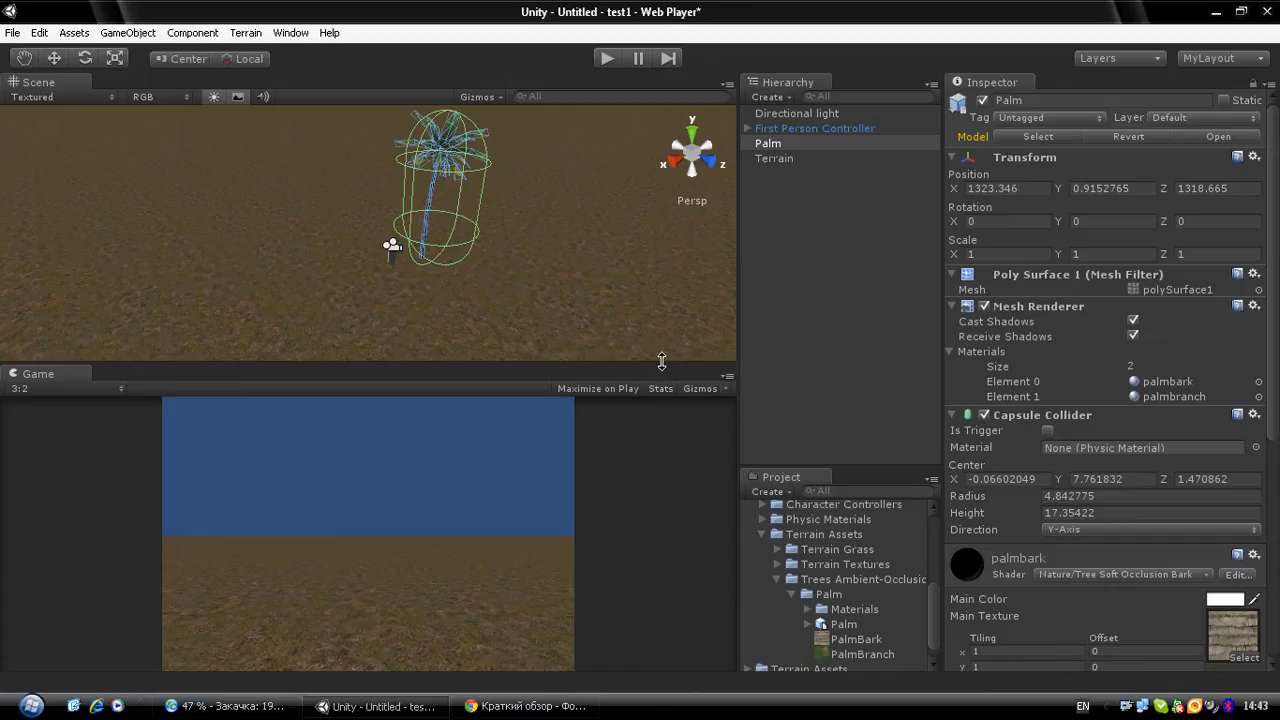 Unity - Untitled - test1 - Web Player*
File Edit Assets GameObject Component Terrain Window Help
Center Local Layers MyLayout
Scene
Textured RGB Gizmos All
y
x z
Persp
Game
3:2 Maximize on Play Stats Gizmos
Hierarchy
Create All
Directional light
First Person Controller
Palm
Terrain
Project
Create All
Character Controllers
Physic Materials
Terrain Assets
Terrain Grass
Terrain Textures
Trees Ambient-Occlusio
Palm
Materials
Palm
PalmBark
PalmBranch
Terrain Assets
Inspector
Palm Static
Tag Untagged Layer Default
Model Select Revert Open
Transform
Position
X 1323.346 Y 0.9152765 Z 1318.665
Rotation
X 0 Y 0 Z 0
Scale
X 1 Y 1 Z 1
Poly Surface 1 (Mesh Filter)
Mesh polySurface1
Mesh Renderer
Cast Shadows
Receive Shadows
Materials
Size 2
Element 0 palmbark
Element 1 palmbranch
Capsule Collider
Is Trigger
Material None (Physic Material)
Center
X -0.06602049 Y 7.761832 Z 1.470862
Radius 4.842775
Height 17.35422
Direction Y-Axis
palmbark
Shader Nature/Tree Soft Occlusion Bark Edit...
Main Color
Main Texture
Tiling Offset
x 1 0
y 1 0
Select
47 % - Закачка: 19... Unity - Untitled - tes... Краткий обзор - Фо... EN 14:43